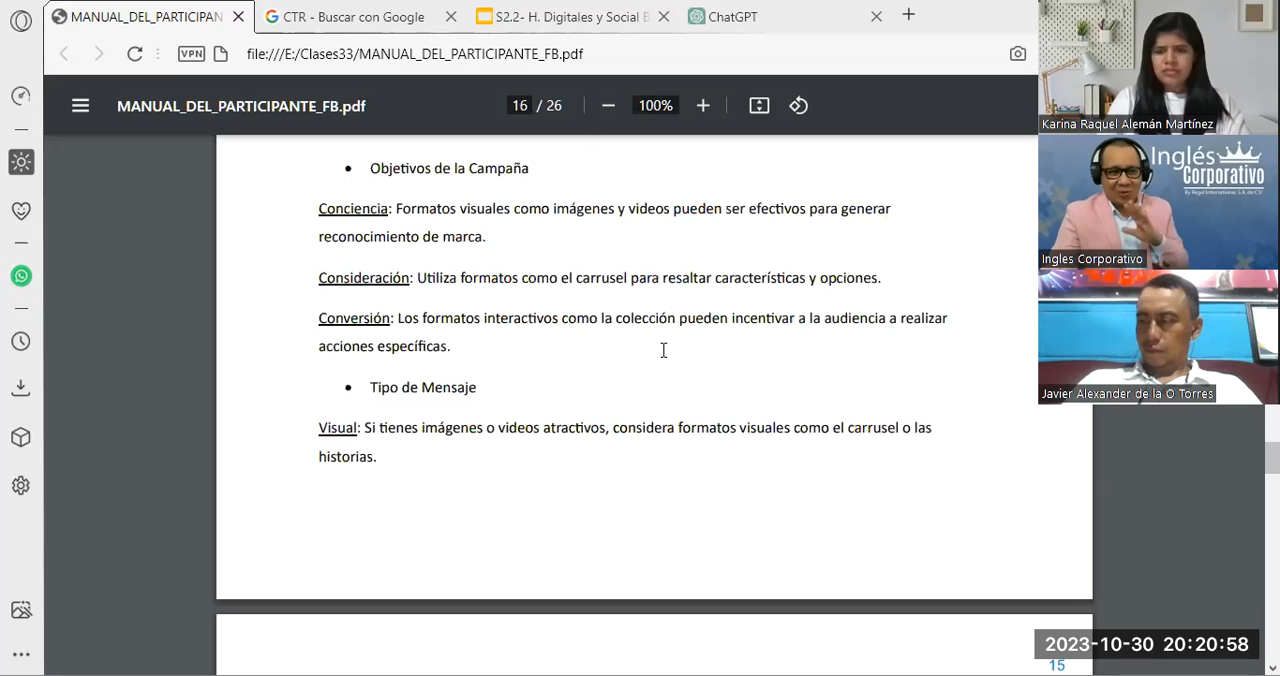 MANUAL_DEL_PARTICIPAN
CTR - Buscar con Google
S2.2- H. Digitales y Social B
ChatGPT
VPN
file:///E:/Clases33/MANUAL_DEL_PARTICIPANTE_FB.pdf
MANUAL_DEL_PARTICIPANTE_FB.pdf
16 / 26
100%
• Objetivos de la Campaña
Conciencia: Formatos visuales como imágenes y videos pueden ser efectivos para generar
reconocimiento de marca.
Consideración: Utiliza formatos como el carrusel para resaltar características y opciones.
Conversión: Los formatos interactivos como la colección pueden incentivar a la audiencia a realizar
acciones específicas.
• Tipo de Mensaje
Visual: Si tienes imágenes o videos atractivos, considera formatos visuales como el carrusel o las
historias.
15
Karina Raquel Alemán Martínez
Inglés
Corporativo
By Regal International, S.A. de C.V.
Ingles Corporativo
Javier Alexander de la O Torres
2023-10-30 20:20:58